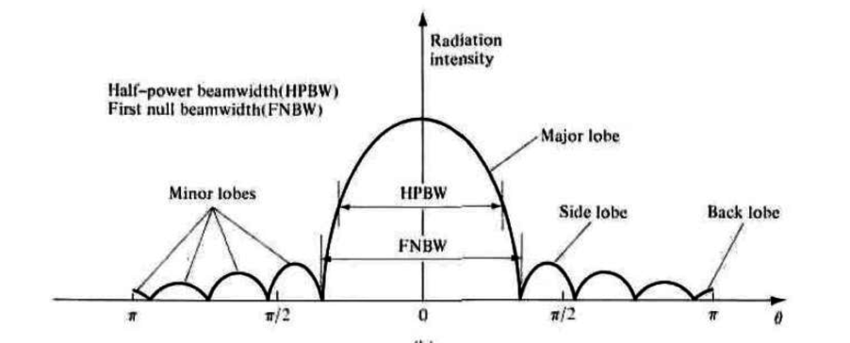 Radiation
intensity
Half-power beamwidth(HPBW)
First null beamwidth(FNBW)
Major lobe
Minor lobes
HPBW
Side lobe
Back lobe
FNBW
π
π/2
0
π/2
π
θ